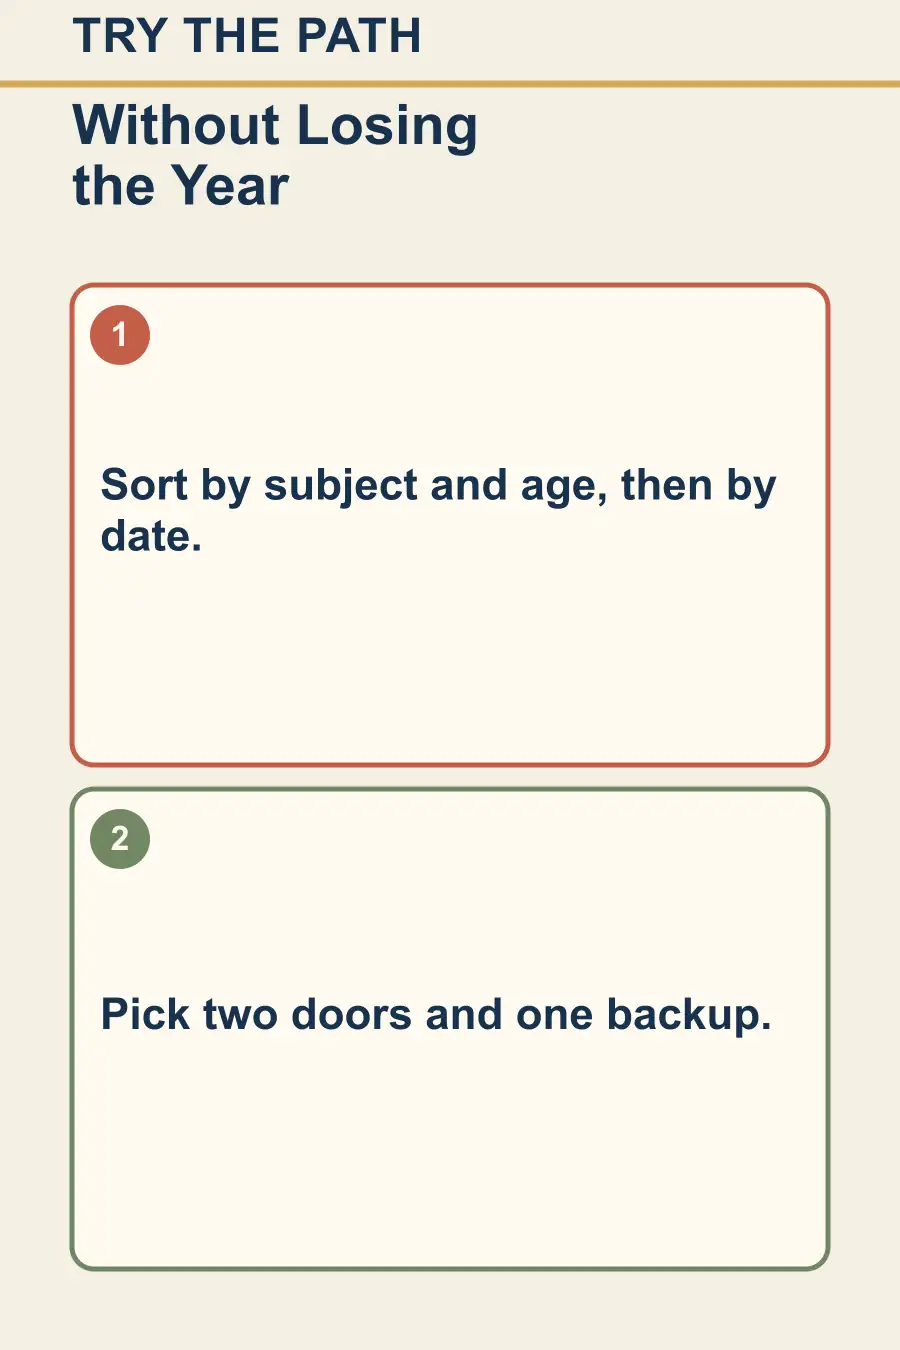 TRY THE PATH
Without Losing
the Year
1
Sort by subject and age, then by
date.
2
Pick two doors and one backup.